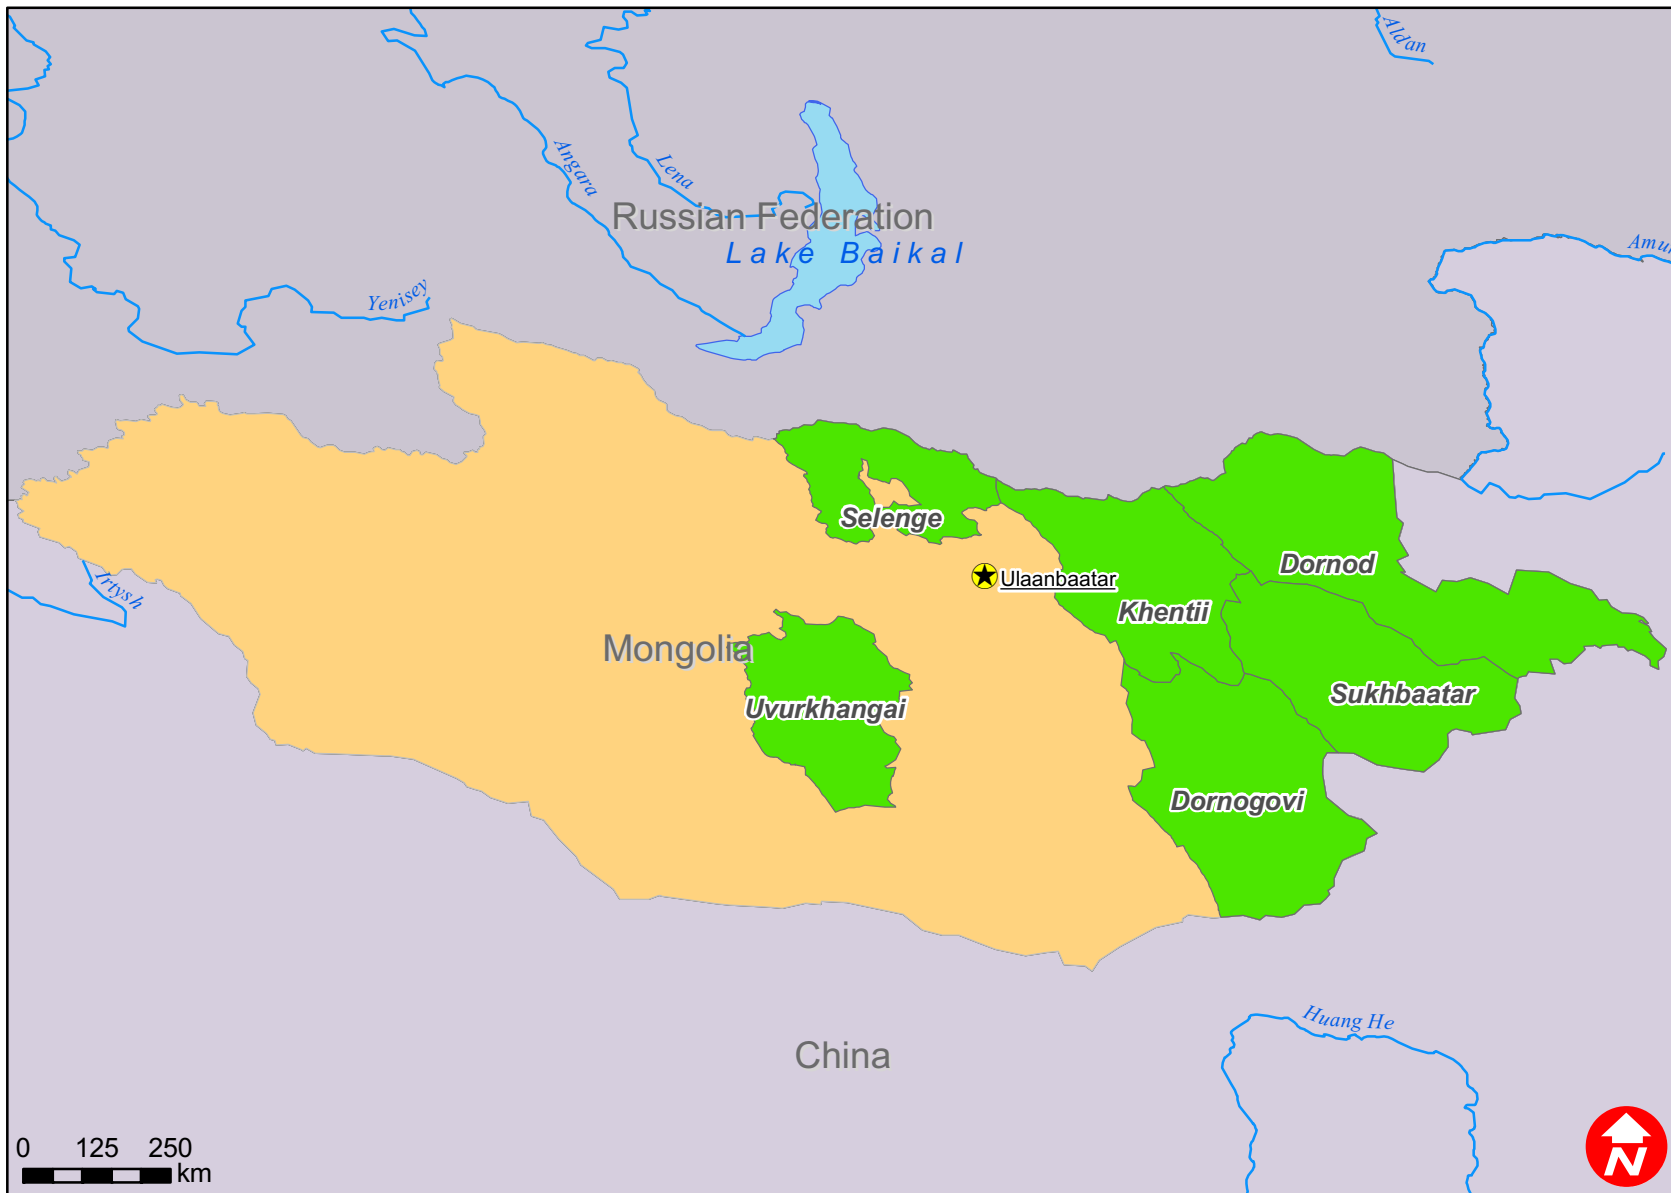 Aldan
Angara
Lena
Russian Federation
Lake Baikal
Amur
Yenisey
Selenge
Dornod
Ulaanbaatar
Irtysh
Khentii
Mongolia
Sukhbaatar
Uvurkhangai
Dornogovi
Huang He
China
0 125 250
km
N